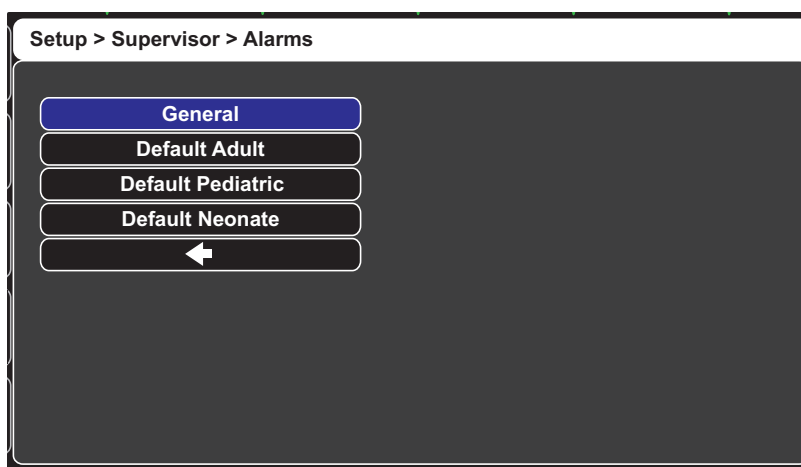 Setup > Supervisor > Alarms
General
Default Adult
Default Pediatric
Default Neonate